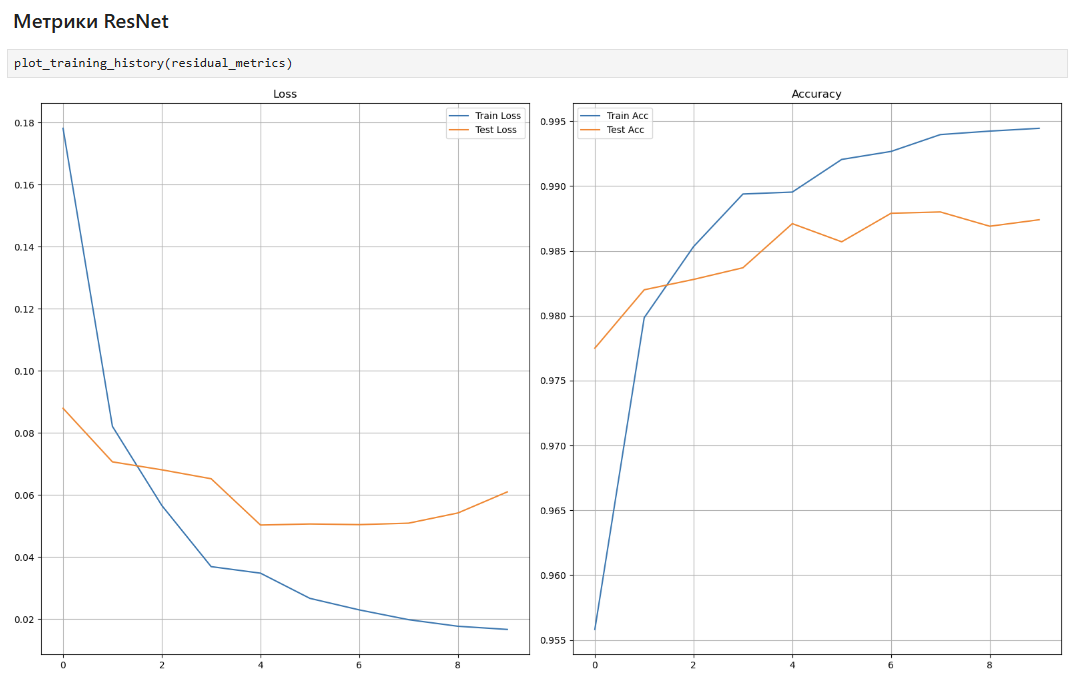 Метрики ResNet
plot_training_history(residual_metrics)
Loss
Train Loss
Test Loss
0.18
0.16
0.14
0.12
0.10
0.08
0.06
0.04
0.02
0 2 4 6 8
Accuracy
Train Acc
Test Acc
0.995
0.990
0.985
0.980
0.975
0.970
0.965
0.960
0.955
0 2 4 6 8